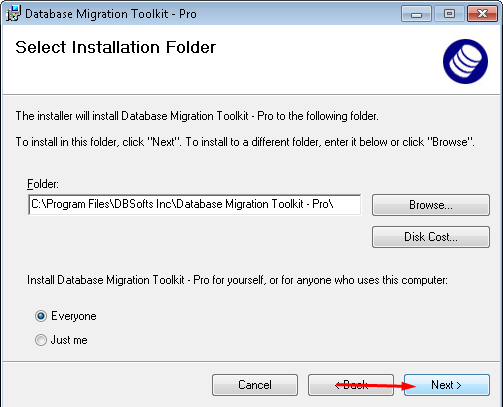 Database Migration Toolkit - Pro
Select Installation Folder
The installer will install Database Migration Toolkit - Pro to the following folder.
To install in this folder, click "Next". To install to a different folder, enter it below or click "Browse".
Folder:
C:\Program Files\DBSofts Inc\Database Migration Toolkit - Pro\
Browse...
Disk Cost...
Install Database Migration Toolkit - Pro for yourself, or for anyone who uses this computer:
Everyone
Just me
Cancel
< Back
Next >